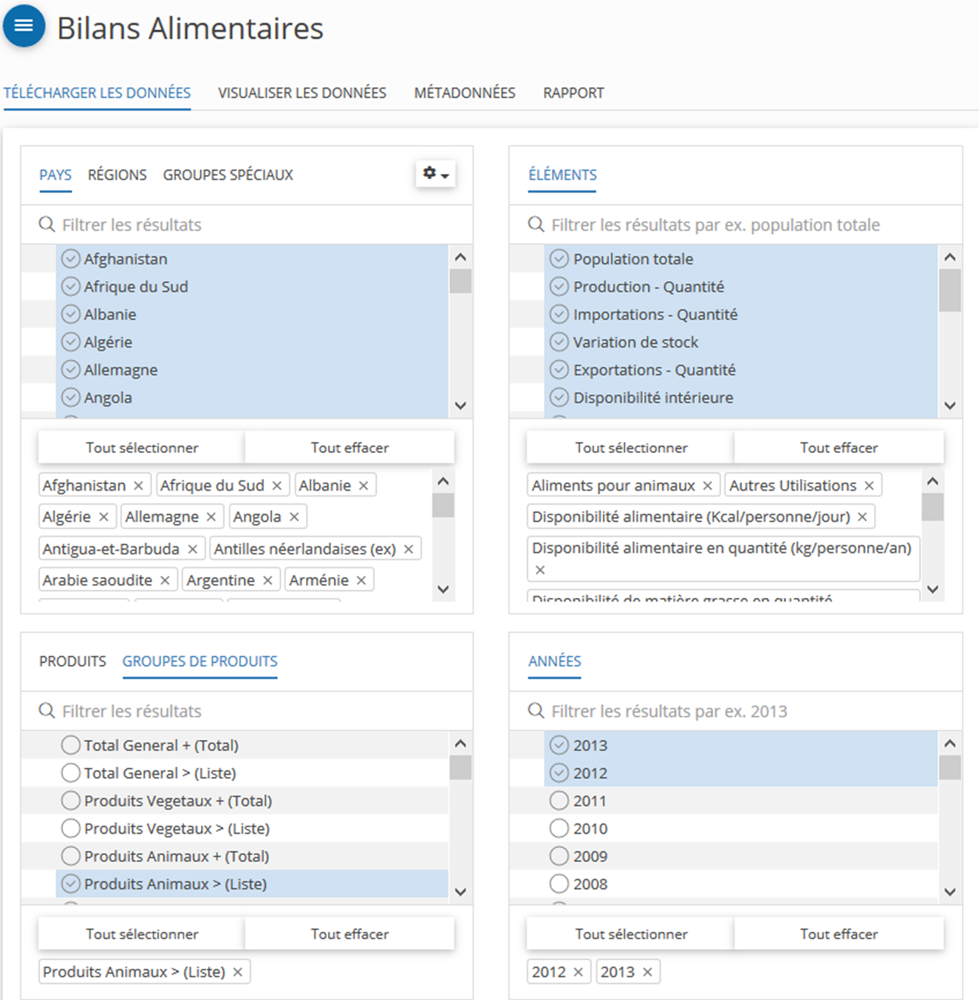 Bilans Alimentaires
TÉLÉCHARGER LES DONNÉES VISUALISER LES DONNÉES MÉTADONNÉES RAPPORT
PAYS RÉGIONS GROUPES SPÉCIAUX
Filtrer les résultats
Afghanistan
Afrique du Sud
Albanie
Algérie
Allemagne
Angola
Tout sélectionner Tout effacer
Afghanistan × Afrique du Sud × Albanie ×
Algérie × Allemagne × Angola ×
Antigua-et-Barbuda × Antilles néerlandaises (ex) ×
Arabie saoudite × Argentine × Arménie ×
ÉLÉMENTS
Filtrer les résultats par ex. population totale
Population totale
Production - Quantité
Importations - Quantité
Variation de stock
Exportations - Quantité
Disponibilité intérieure
Tout sélectionner Tout effacer
Aliments pour animaux × Autres Utilisations ×
Disponibilité alimentaire (Kcal/personne/jour) ×
Disponibilité alimentaire en quantité (kg/personne/an)
×
Disponibilité de matière grasse en quantité
PRODUITS GROUPES DE PRODUITS
Filtrer les résultats
Total General + (Total)
Total General > (Liste)
Produits Vegetaux + (Total)
Produits Vegetaux > (Liste)
Produits Animaux + (Total)
Produits Animaux > (Liste)
Tout sélectionner Tout effacer
Produits Animaux > (Liste) ×
ANNÉES
Filtrer les résultats par ex. 2013
2013
2012
2011
2010
2009
2008
Tout sélectionner Tout effacer
2012 × 2013 ×